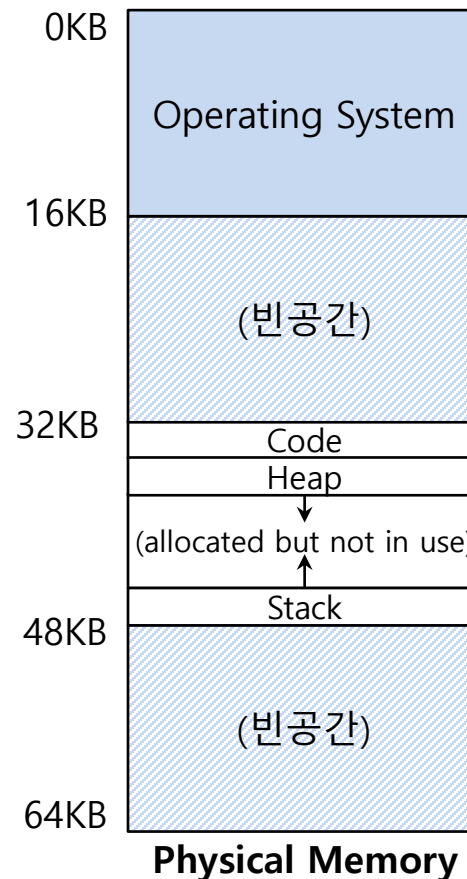 0KB
Operating System
16KB
(빈공간)
32KB
Code
Heap
(allocated but not in use)
Stack
48KB
(빈공간)
64KB
Physical Memory